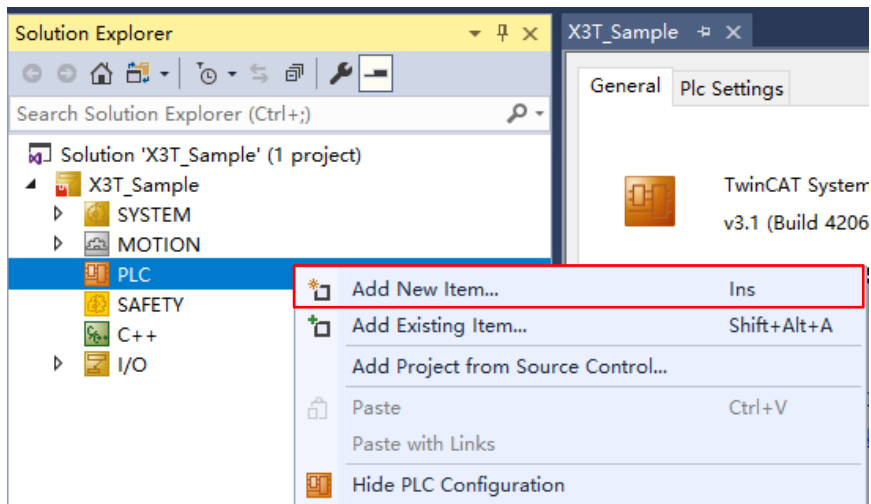 Solution Explorer
X3T_Sample
General
Plc Settings
Search Solution Explorer (Ctrl+;)
Solution 'X3T_Sample' (1 project)
X3T_Sample
TwinCAT System
SYSTEM
v3.1 (Build 4206
MOTION
PLC
Add New Item... Ins
SAFETY
Add Existing Item... Shift+Alt+A
C++
I/O
Add Project from Source Control...
Paste Ctrl+V
Paste with Links
Hide PLC Configuration